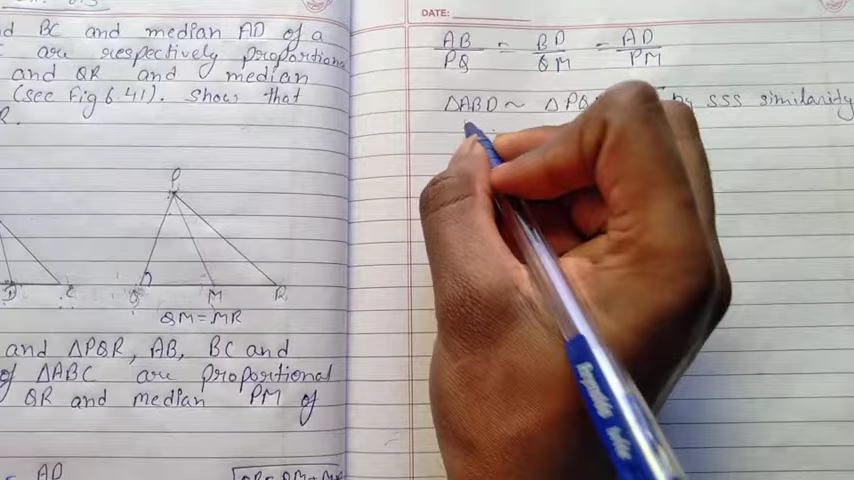 BC and median AD of a
are respectively proportiona
and QR and median
(see Fig 6.41). Show that
R.
P
D C Q M R
QM = MR
and ΔPQR, AB, BC and
of ΔABC are proportional
QR and median PM of
AD
DATE:
AB/PQ = BD/QM = AD/PM
ΔABD ~ ΔPQ By SSS similarity
Reynolds